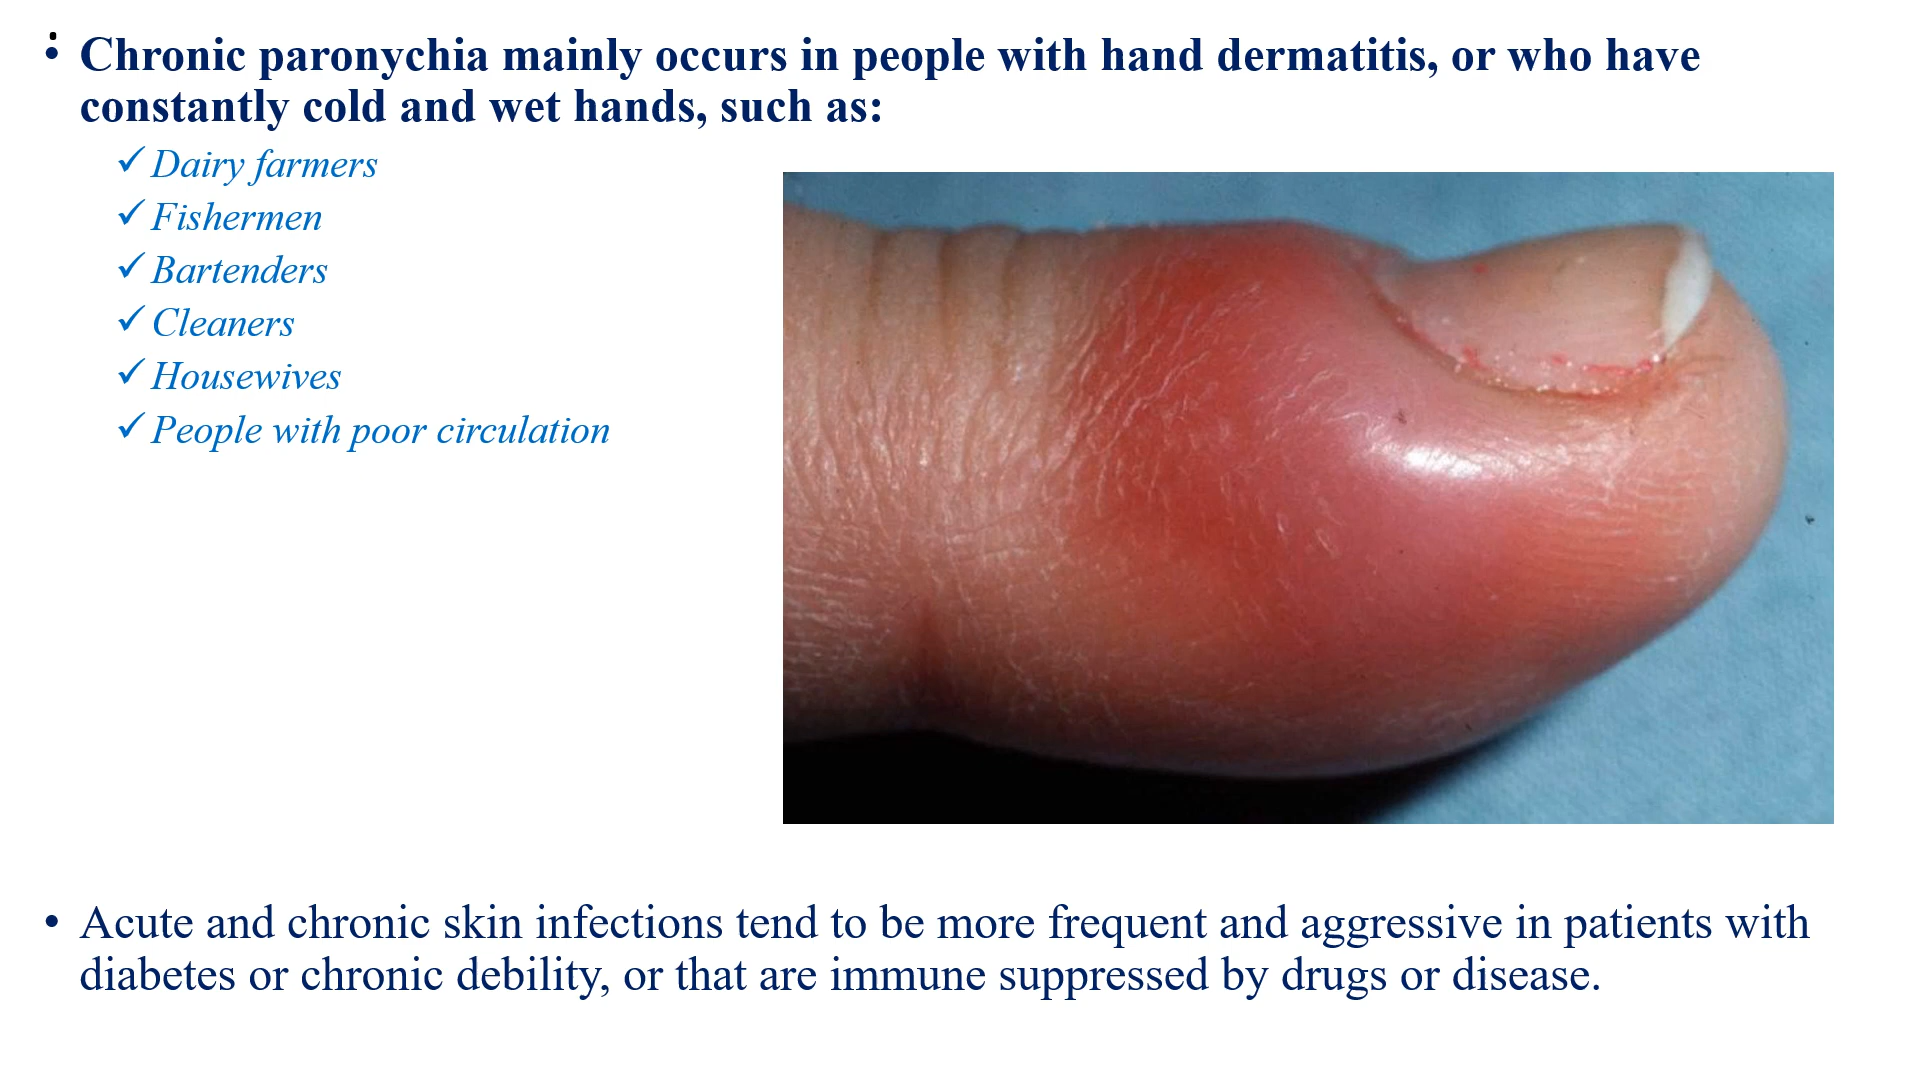 :
• Chronic paronychia mainly occurs in people with hand dermatitis, or who have
constantly cold and wet hands, such as:
✓ Dairy farmers
✓ Fishermen
✓ Bartenders
✓ Cleaners
✓ Housewives
✓ People with poor circulation
• Acute and chronic skin infections tend to be more frequent and aggressive in patients with
diabetes or chronic debility, or that are immune suppressed by drugs or disease.